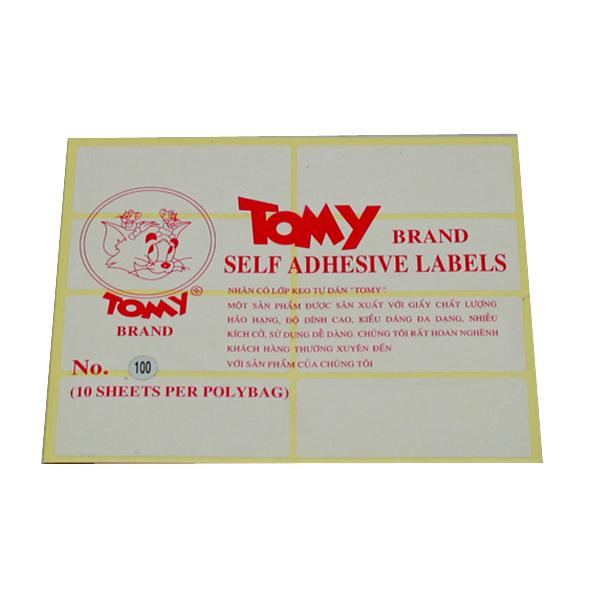 TOMY BRAND
SELF ADHESIVE LABELS
TOMY®
BRAND
NHÃN CÓ LỚP KEO TỰ DÁN "TOMY".
MỘT SẢN PHẨM ĐƯỢC SẢN XUẤT VỚI GIẤY CHẤT LƯỢNG
HẢO HẠNG, ĐỘ DÍNH CAO, KIỂU DÁNG ĐA DẠNG, NHIỀU
KÍCH CỠ, SỬ DỤNG DỄ DÀNG. CHÚNG TÔI RẤT HOAN NGHÊNH
KHÁCH HÀNG THƯỜNG XUYÊN ĐẾN
VỚI SẢN PHẨM CỦA CHÚNG TÔI
No. 100
(10 SHEETS PER POLYBAG)